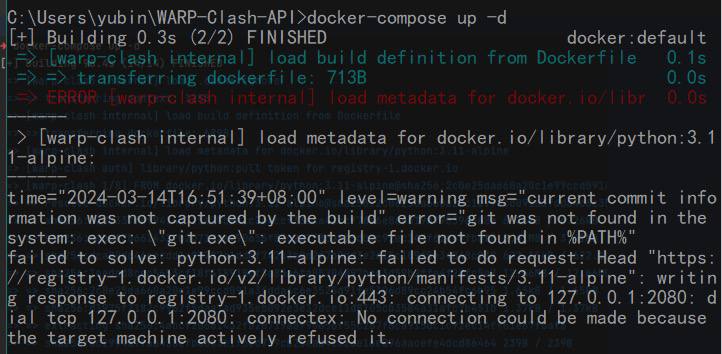 C:\Users\yubin\WARP-Clash-API>docker-compose up -d
[+] Building 0.3s (2/2) FINISHED docker:default
=> [warp-clash internal] load build definition from Dockerfile 0.1s
=> => transferring dockerfile: 713B 0.0s
=> ERROR [warp-clash internal] load metadata for docker.io/libr 0.0s
------
> [warp-clash internal] load metadata for docker.io/library/python:3.1
1-alpine:
------
time="2024-03-14T16:51:39+08:00" level=warning msg="current commit info
rmation was not captured by the build" error="git was not found in the
system: exec: \"git.exe\": executable file not found in %PATH%"
failed to solve: python:3.11-alpine: failed to do request: Head "https:
//registry-1.docker.io/v2/library/python/manifests/3.11-alpine": writin
g response to registry-1.docker.io:443: connecting to 127.0.0.1:2080: d
ial tcp 127.0.0.1:2080: connectex: No connection could be made because
the target machine actively refused it.